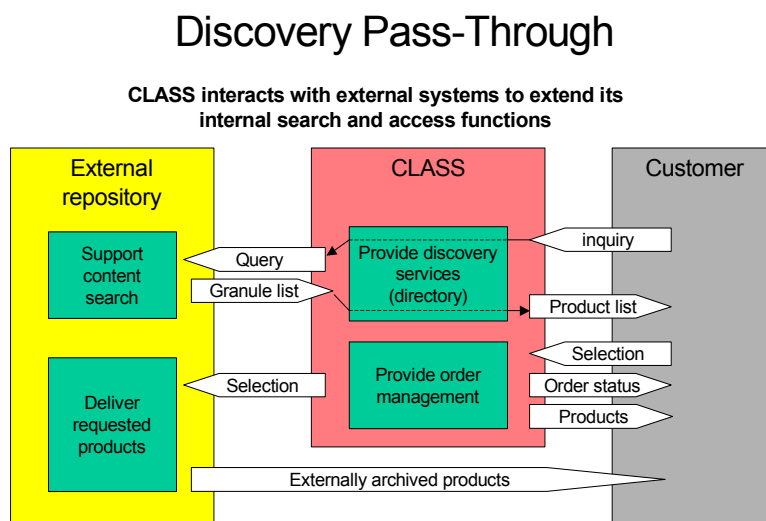 Discovery Pass-Through
CLASS interacts with external systems to extend its
internal search and access functions
External
repository
CLASS
Customer
Support
content
search
Query
Granule list
Provide discovery
services
(directory)
inquiry
Product list
Deliver
requested
products
Selection
Provide order
management
Selection
Order status
Products
Externally archived products